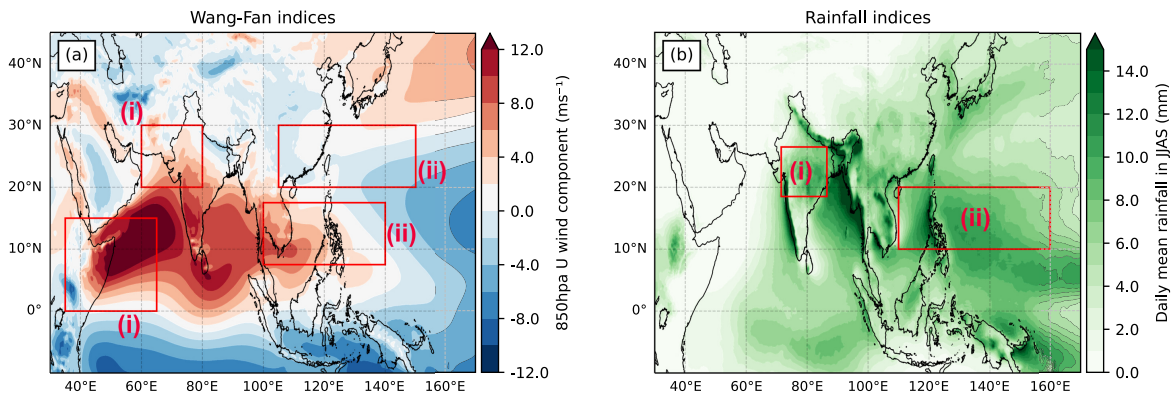 Wang-Fan indices
(a)
(i)
(ii)
(ii)
(i)
40°N
30°N
20°N
10°N
0°
40°E
60°E
80°E
100°E
120°E
140°E
160°E
12.0
8.0
4.0
0.0
-4.0
-8.0
-12.0
850hpa U wind component (ms⁻¹)
Rainfall indices
(b)
(i)
(ii)
40°N
30°N
20°N
10°N
0°
40°E
60°E
80°E
100°E
120°E
140°E
160°E
14.0
12.0
10.0
8.0
6.0
4.0
2.0
0.0
Daily mean rainfall in JJAS (mm)